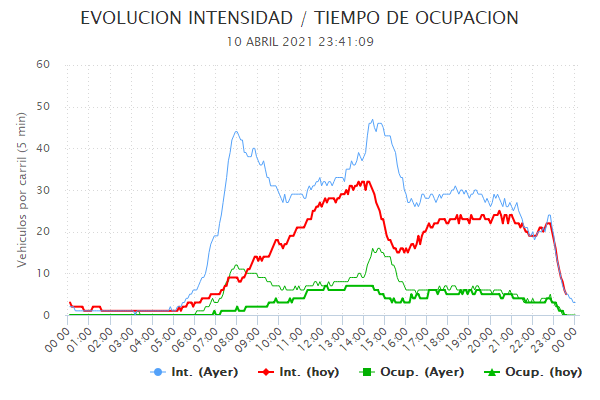 EVOLUCION INTENSIDAD / TIEMPO DE OCUPACION
10 ABRIL 2021 23:41:09
Vehiculos por carril (5 min)
60
50
40
30
20
10
0
00:00 01:00 02:00 03:00 04:00 05:00 06:00 07:00 08:00 09:00 10:00 11:00 12:00 13:00 14:00 15:00 16:00 17:00 18:00 19:00 20:00 21:00 22:00 23:00 00:00
Int. (Ayer) Int. (hoy) Ocup. (Ayer) Ocup. (hoy)